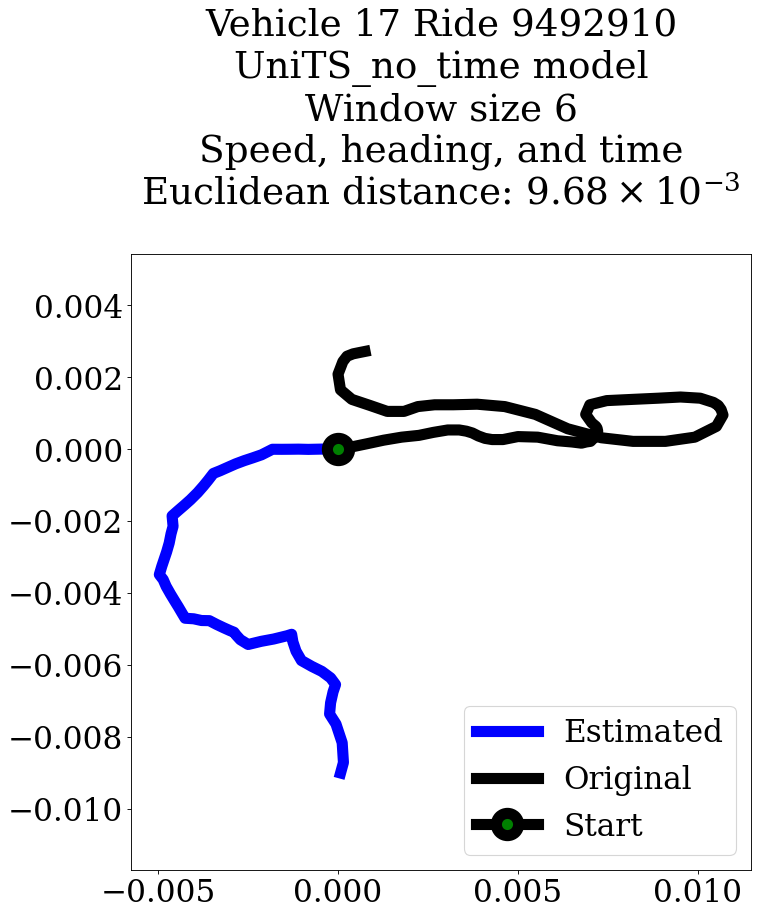 Vehicle 17 Ride 9492910
UniTS_no_time model
Window size 6
Speed, heading, and time
Euclidean distance: 9.68 × 10⁻³
0.004
0.002
0.000
−0.002
−0.004
−0.006
−0.008
−0.010
Estimated
Original
Start
−0.005 0.000 0.005 0.010